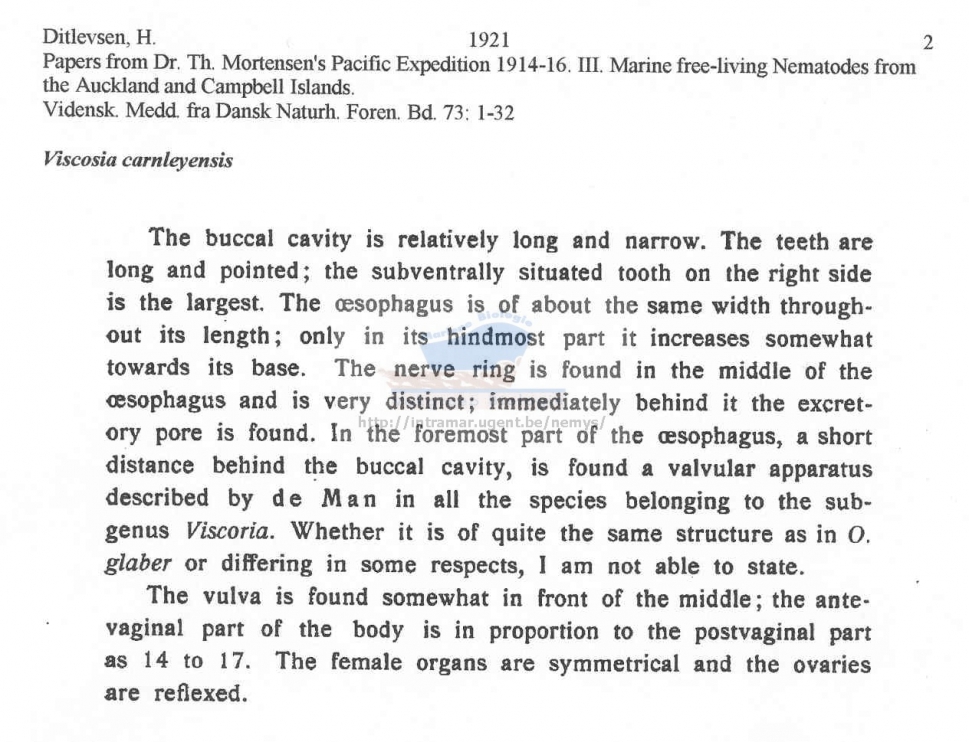 Ditlevsen, H. 1921 2
Papers from Dr. Th. Mortensen's Pacific Expedition 1914-16. III. Marine free-living Nematodes from
the Auckland and Campbell Islands.
Vidensk. Medd. fra Dansk Naturh. Foren. Bd. 73: 1-32
Viscosia carnleyensis
The buccal cavity is relatively long and narrow. The teeth are
long and pointed; the subventrally situated tooth on the right side
is the largest. The œsophagus is of about the same width through-
out its length; only in its hindmost part it increases somewhat
towards its base. The nerve ring is found in the middle of the
œsophagus and is very distinct; immediately behind it the excret-
http://intramar.ugent.be/nemys/
ory pore is found. In the foremost part of the œsophagus, a short
distance behind the buccal cavity, is found a valvular apparatus
described by de Man in all the species belonging to the sub-
genus Viscoria. Whether it is of quite the same structure as in O.
glaber or differing in some respects, I am not able to state.
The vulva is found somewhat in front of the middle; the ante-
vaginal part of the body is in proportion to the postvaginal part
as 14 to 17. The female organs are symmetrical and the ovaries
are reflexed.